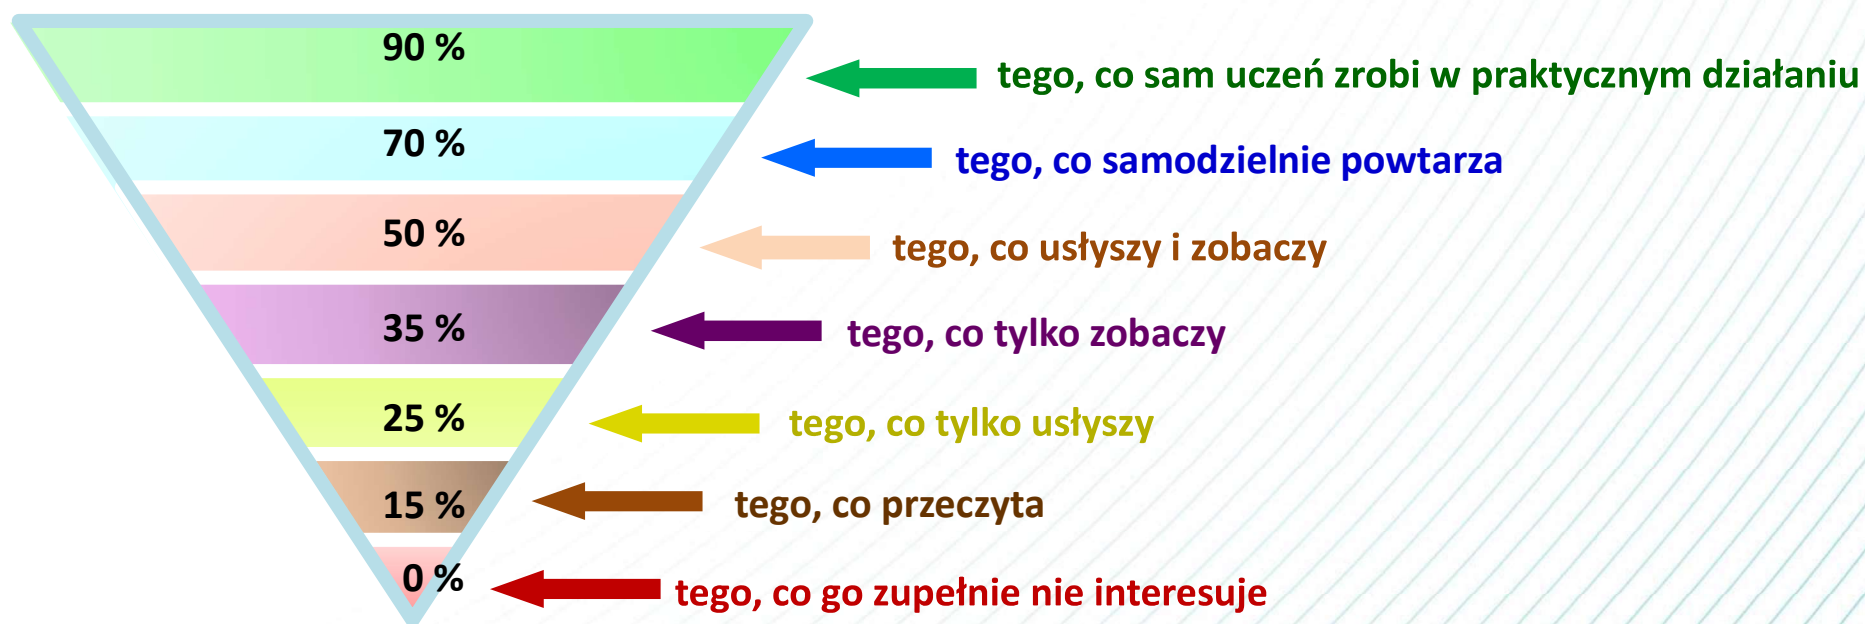 90 %
tego, co sam uczeń zrobi w praktycznym działaniu
70 %
tego, co samodzielnie powtarza
50 %
tego, co usłyszy i zobaczy
35 %
tego, co tylko zobaczy
25 %
tego, co tylko usłyszy
15 %
tego, co przeczyta
0 %
tego, co go zupełnie nie interesuje